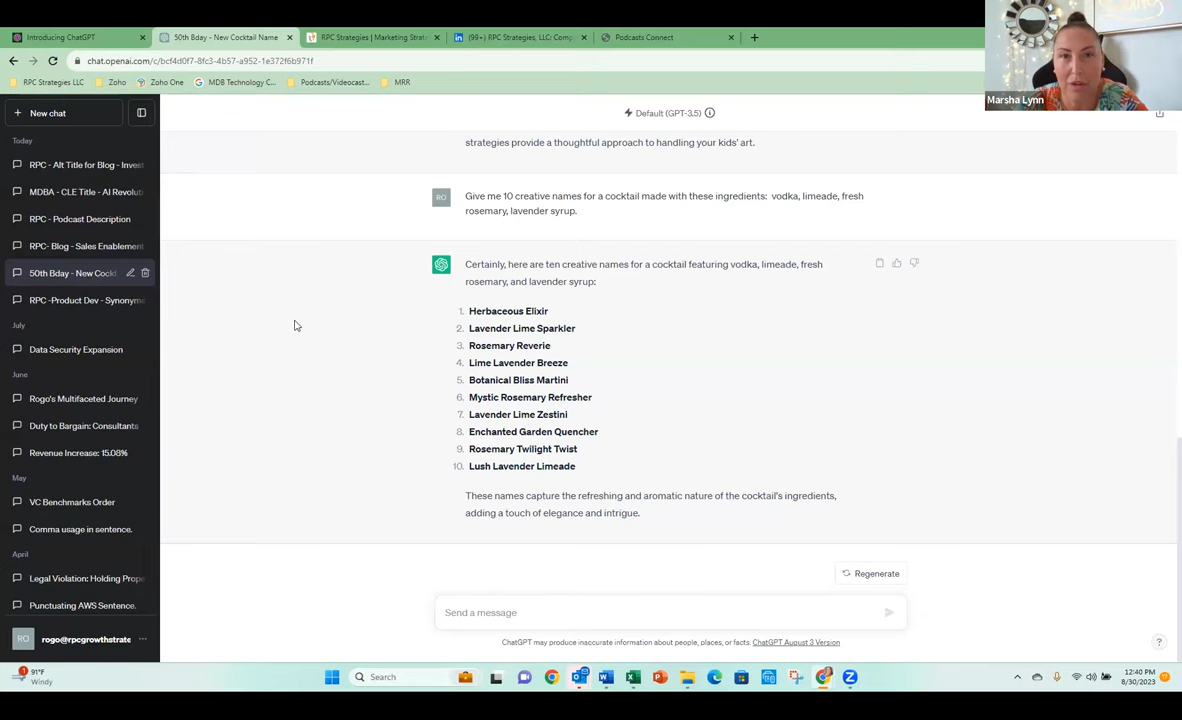 Introducing ChatGPT
50th Bday - New Cocktail Name
RPC Strategies | Marketing Strate
(99+) RPC Strategies, LLC: Comp
Podcasts Connect
chat.openai.com/c/bcf4d0f7-8fc3-4b57-a952-1e372f6b971f
RPC Strategies LLC
Zoho
Zoho One
MDB Technology C...
Podcasts/Videocast...
MRR
Marsha Lynn
New chat
Default (GPT-3.5)
Today
RPC - Alt Title for Blog - Invest
MDBA - CLE Title - AI Revolut
RPC - Podcast Description
RPC- Blog - Sales Enablement
50th Bday - New Cockt
RPC -Product Dev - Synonyme
July
Data Security Expansion
June
Rogo's Multifaceted Journey
Duty to Bargain: Consultants
Revenue Increase: 15.08%
May
VC Benchmarks Order
Comma usage in sentence.
April
Legal Violation: Holding Prope
Punctuating AWS Sentence.
RO
rogo@rpcgrowthstrate
strategies provide a thoughtful approach to handling your kids' art.
RO
Give me 10 creative names for a cocktail made with these ingredients: vodka, limeade, fresh
rosemary, lavender syrup.
Certainly, here are ten creative names for a cocktail featuring vodka, limeade, fresh
rosemary, and lavender syrup:
1. Herbaceous Elixir
2. Lavender Lime Sparkler
3. Rosemary Reverie
4. Lime Lavender Breeze
5. Botanical Bliss Martini
6. Mystic Rosemary Refresher
7. Lavender Lime Zestini
8. Enchanted Garden Quencher
9. Rosemary Twilight Twist
10. Lush Lavender Limeade
These names capture the refreshing and aromatic nature of the cocktail's ingredients,
adding a touch of elegance and intrigue.
Regenerate
Send a message
ChatGPT may produce inaccurate information about people, places, or facts. ChatGPT August 3 Version
?
1
91°F
Windy
Search
12:40 PM
8/30/2023